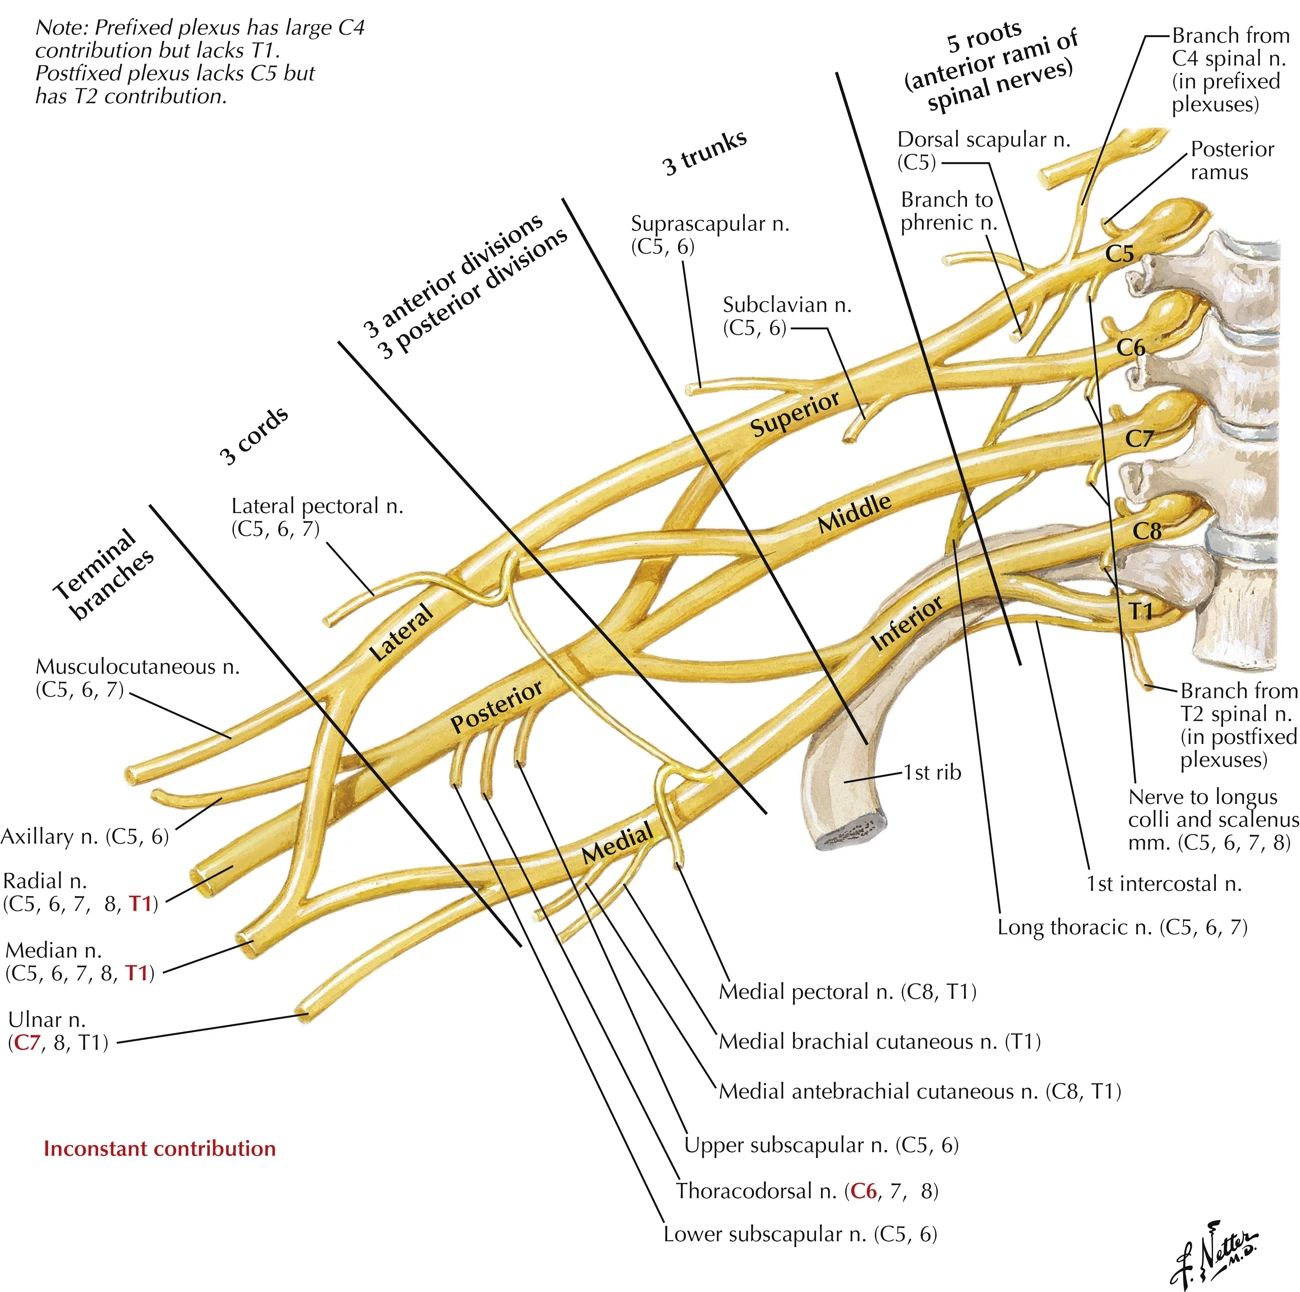 Note: Prefixed plexus has large C4
contribution but lacks T1.
Postfixed plexus lacks C5 but
has T2 contribution.
5 roots
(anterior rami of
spinal nerves)
Branch from
C4 spinal n.
(in prefixed
plexuses)
3 trunks
Dorsal scapular n.
(C5)
Posterior
ramus
Branch to
phrenic n.
3 anterior divisions
3 posterior divisions
Suprascapular n.
(C5, 6)
Subclavian n.
(C5, 6)
C5
C6
C7
C8
T1
Superior
Middle
Inferior
3 cords
Lateral pectoral n.
(C5, 6, 7)
Terminal
branches
Lateral
Posterior
Medial
Musculocutaneous n.
(C5, 6, 7)
Axillary n. (C5, 6)
Radial n.
(C5, 6, 7, 8, T1)
Median n.
(C5, 6, 7, 8, T1)
Ulnar n.
(C7, 8, T1)
1st rib
Branch from
T2 spinal n.
(in postfixed
plexuses)
Nerve to longus
colli and scalenus
mm. (C5, 6, 7, 8)
1st intercostal n.
Long thoracic n. (C5, 6, 7)
Medial pectoral n. (C8, T1)
Medial brachial cutaneous n. (T1)
Medial antebrachial cutaneous n. (C8, T1)
Upper subscapular n. (C5, 6)
Thoracodorsal n. (C6, 7, 8)
Lower subscapular n. (C5, 6)
Inconstant contribution
F. Netter
M.D.